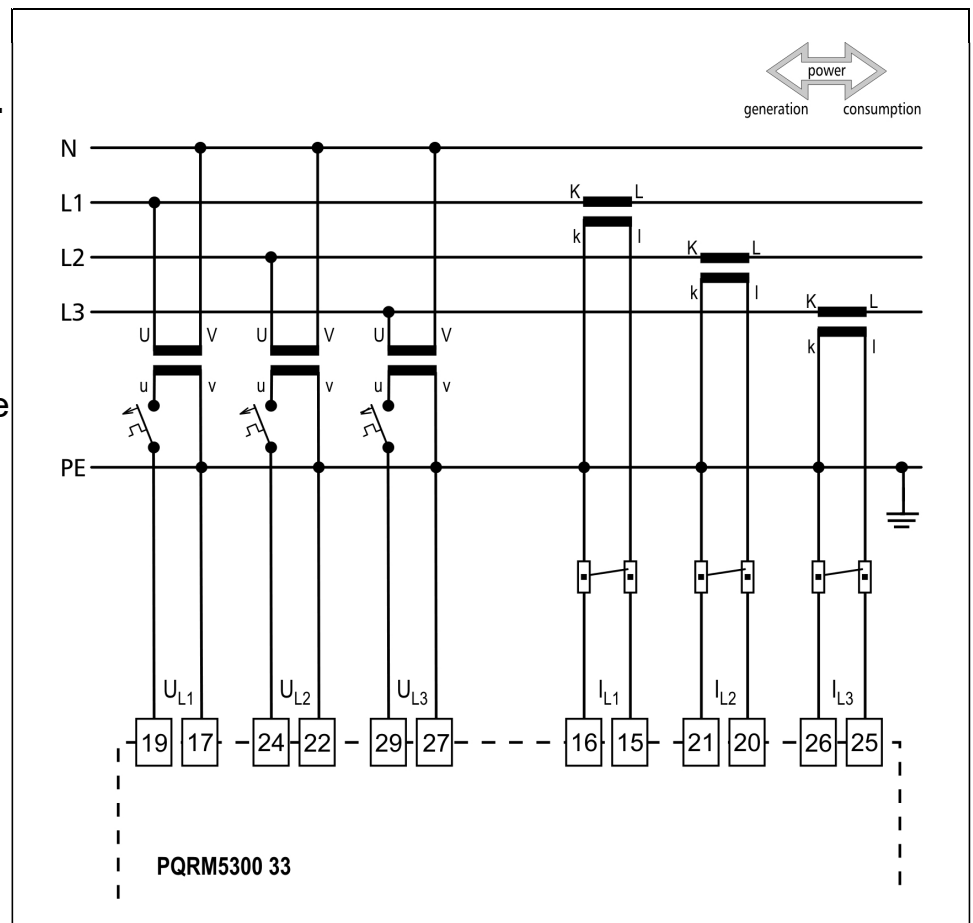 power
generation consumption
N
L1
K L
k l
L2
K L
k l
L3
K L
k l
U V U V U V
u v u v u v
PE
UL1 UL2 UL3 IL1 IL2 IL3
19 17 24 22 29 27 16 15 21 20 26 25
PQRM5300 33
e